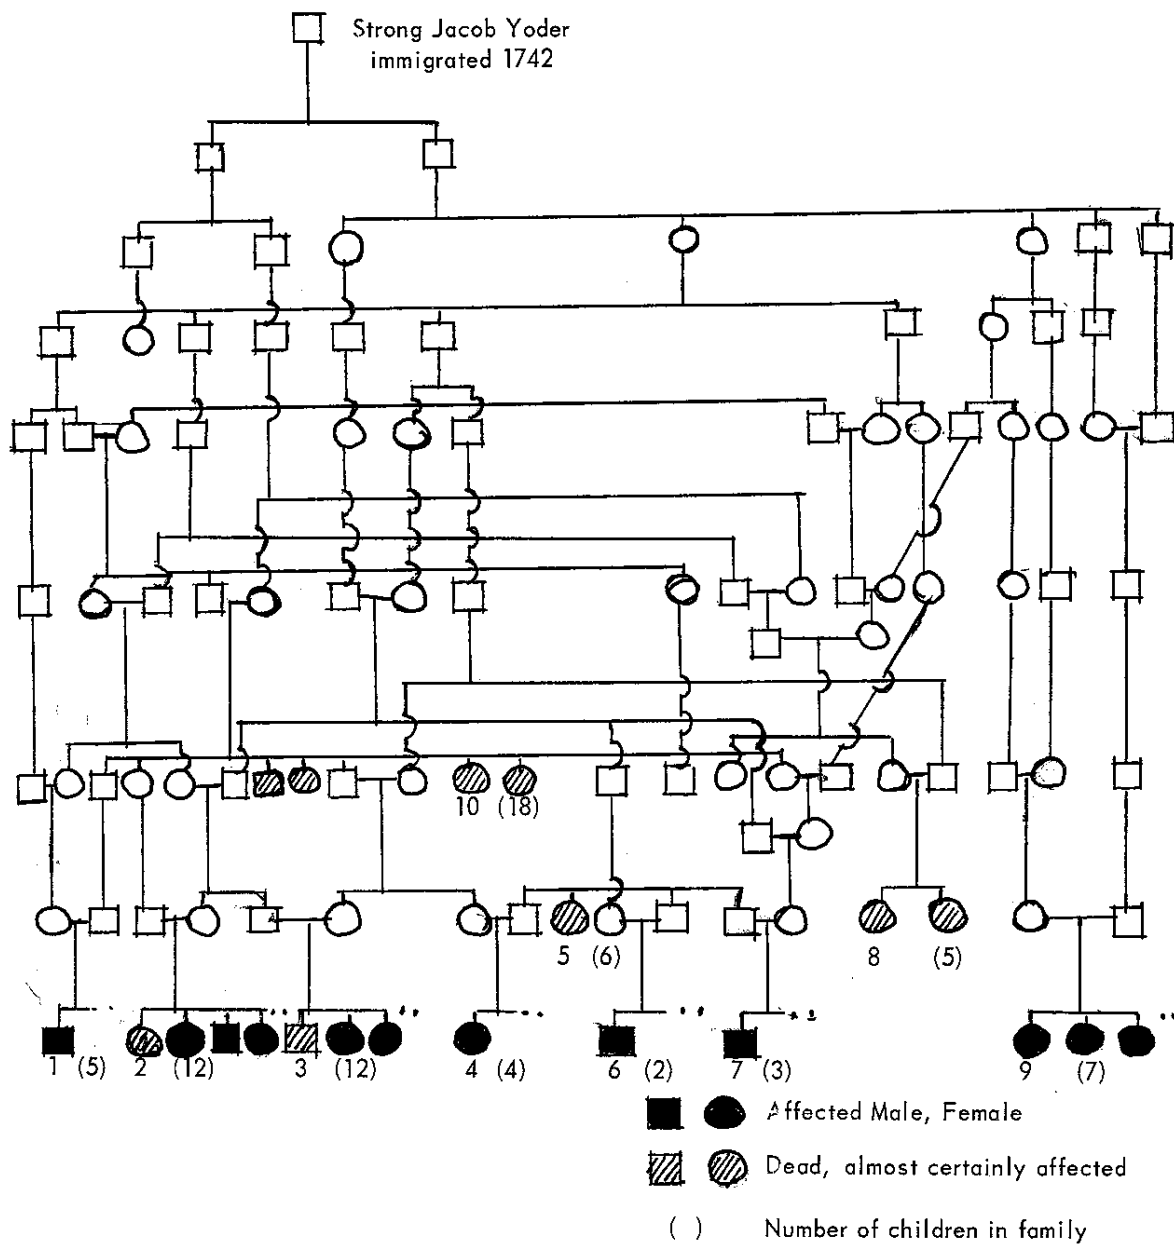 Strong Jacob Yoder
immigrated 1742
10 (18)
5 (6)
8 (5)
1 (5) 2 (12) 3 (12) 4 (4) 6 (2) 7 (3) 9 (7)
Affected Male, Female
Dead, almost certainly affected
( ) Number of children in family